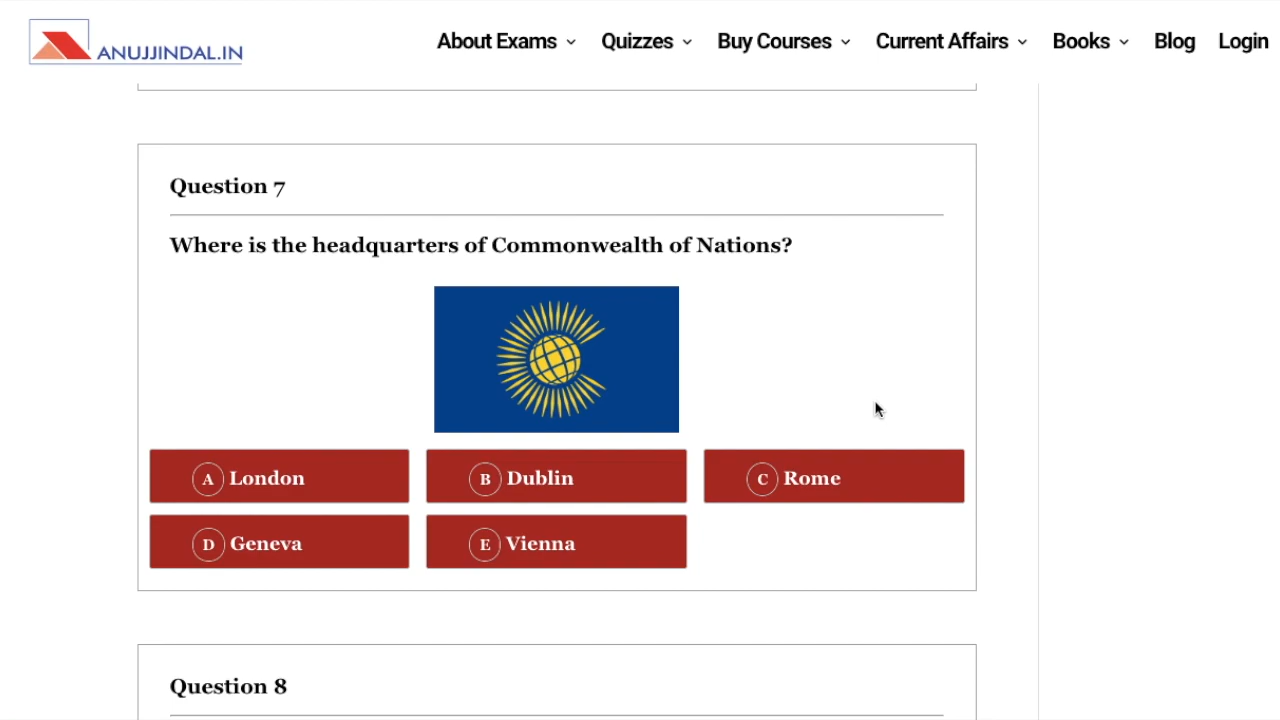 ANUJJINDAL.IN
About Exams Quizzes Buy Courses Current Affairs Books Blog Login
Question 7
Where is the headquarters of Commonwealth of Nations?
A London B Dublin C Rome
D Geneva E Vienna
Question 8